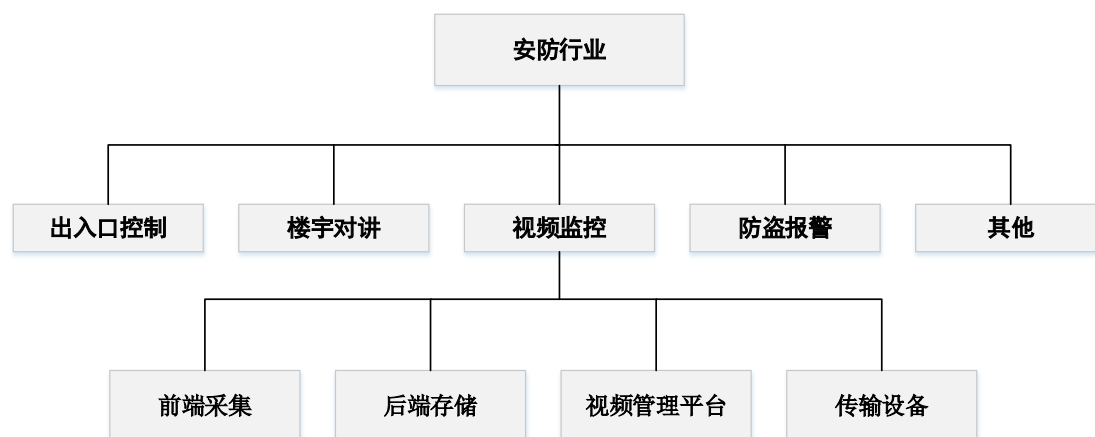 安防行业
出入口控制
楼宇对讲
视频监控
防盗报警
其他
前端采集
后端存储
视频管理平台
传输设备